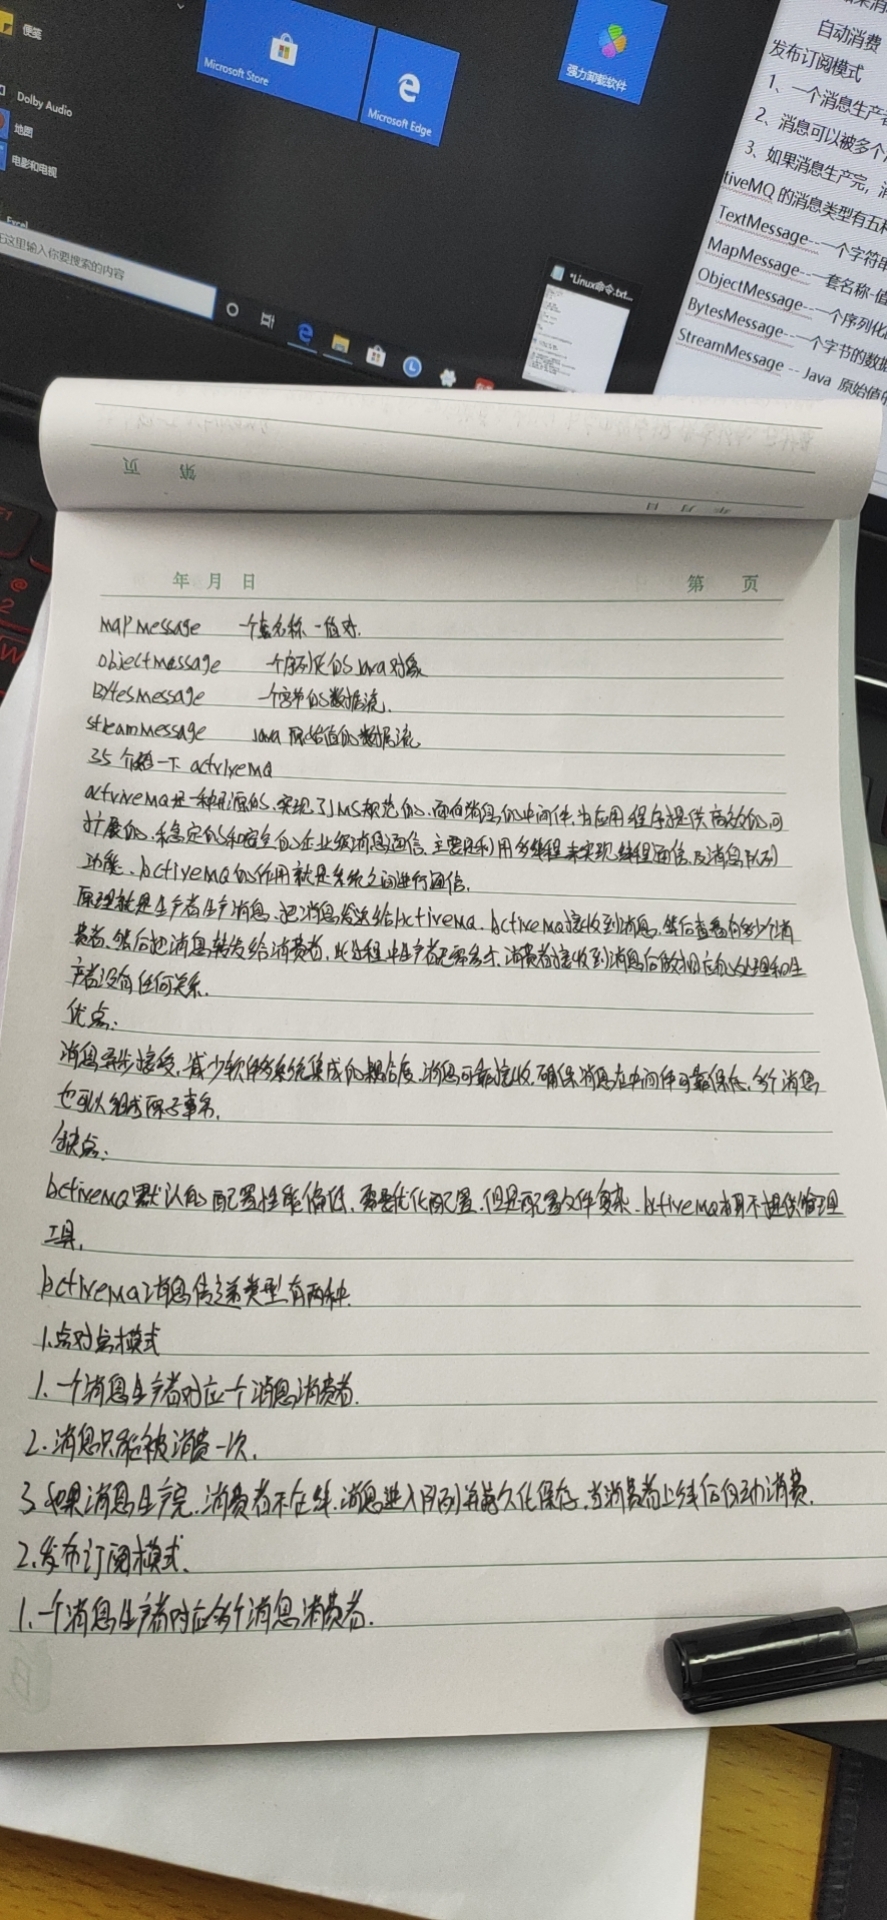 便笺
Dolby Audio
地图
电影和电视
Excel
在这里输入你要搜索的内容
Microsoft Store
Microsoft Edge
强力卸载软件
*Linux命令.txt...
自动消费
发布订阅模式
1、一个消息生产者
2、消息可以被多个
3、如果消息生产完，消
tiveMQ 的消息类型有五种
TextMessage--一个字符串
MapMessage--一套名称-值
ObjectMessage--一个序列化
BytesMessage--一个字节的数据
StreamMessage -- Java 原始值
第 页
年 月 日
年 月 日 第 页
mapmessage 一个套名称-值对.
objectmessage 一个序列化的Java对象
Bytesmessage 一个字节的数据流.
streammessage Java原始值的数据流
35 介绍一下 activeMQ
activeMQ是一种开源的,实现了JMS规范的,面向消息的中间件,为应用程序提供高效的可
扩展的,稳定的和安全的企业级消息通信,主要是利用多线程来实现线程通信及消息队列
功能.bctiveMQ的作用就是系统之间进行通信.
原理就是生产者生产消息,把消息发送给bctiveMQ.bctiveMQ接收到消息,然后查看有多少个消
费者,然后把消息转发给消费者,此过程中生产者无需参与.消费者接收到消息后做相应的处理和生
产者没有任何关系.
优点:
消息异步接受,减少软件多系统集成的耦合度.消息可靠接收,确保消息在中间件可靠保存.多个消息
也可以组成原子事务.
缺点:
bctiveMQ默认的配置性能偏低,需要优化配置,但是配置文件复杂.bctiveMQ本身不提供管理
工具.
bctiveMQ消息传递类型有两种.
1.点对点模式
1.一个消息生产者对应一个消息消费者.
2.消息只能被消费一次.
3.如果消息生产完.消费者不在线.消息进入队列并持久化保存.当消费者上线后自动消费.
2.发布订阅模式.
1.一个消息生产者对应多个消息消费者.